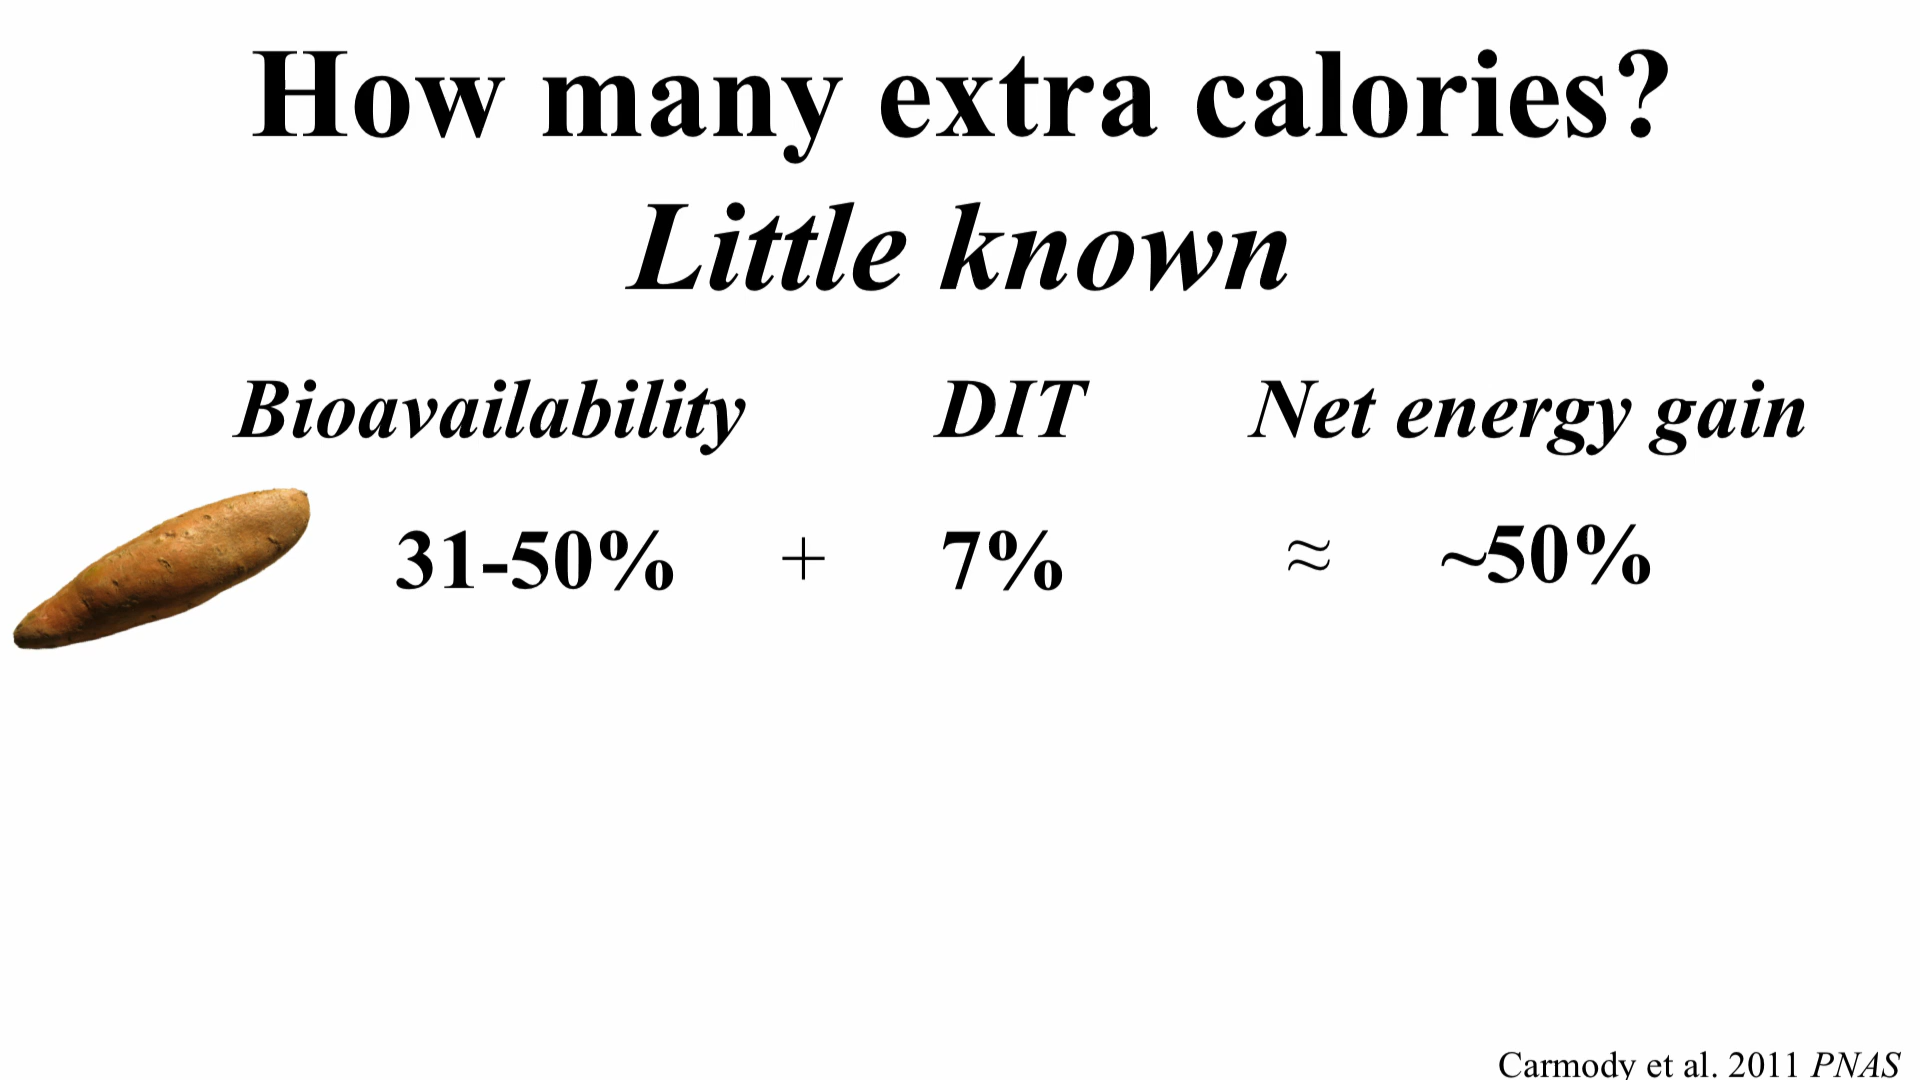 How many extra calories?
Little known
Bioavailability DIT Net energy gain
31-50% + 7% ≈ ~50%
Carmody et al. 2011 PNAS